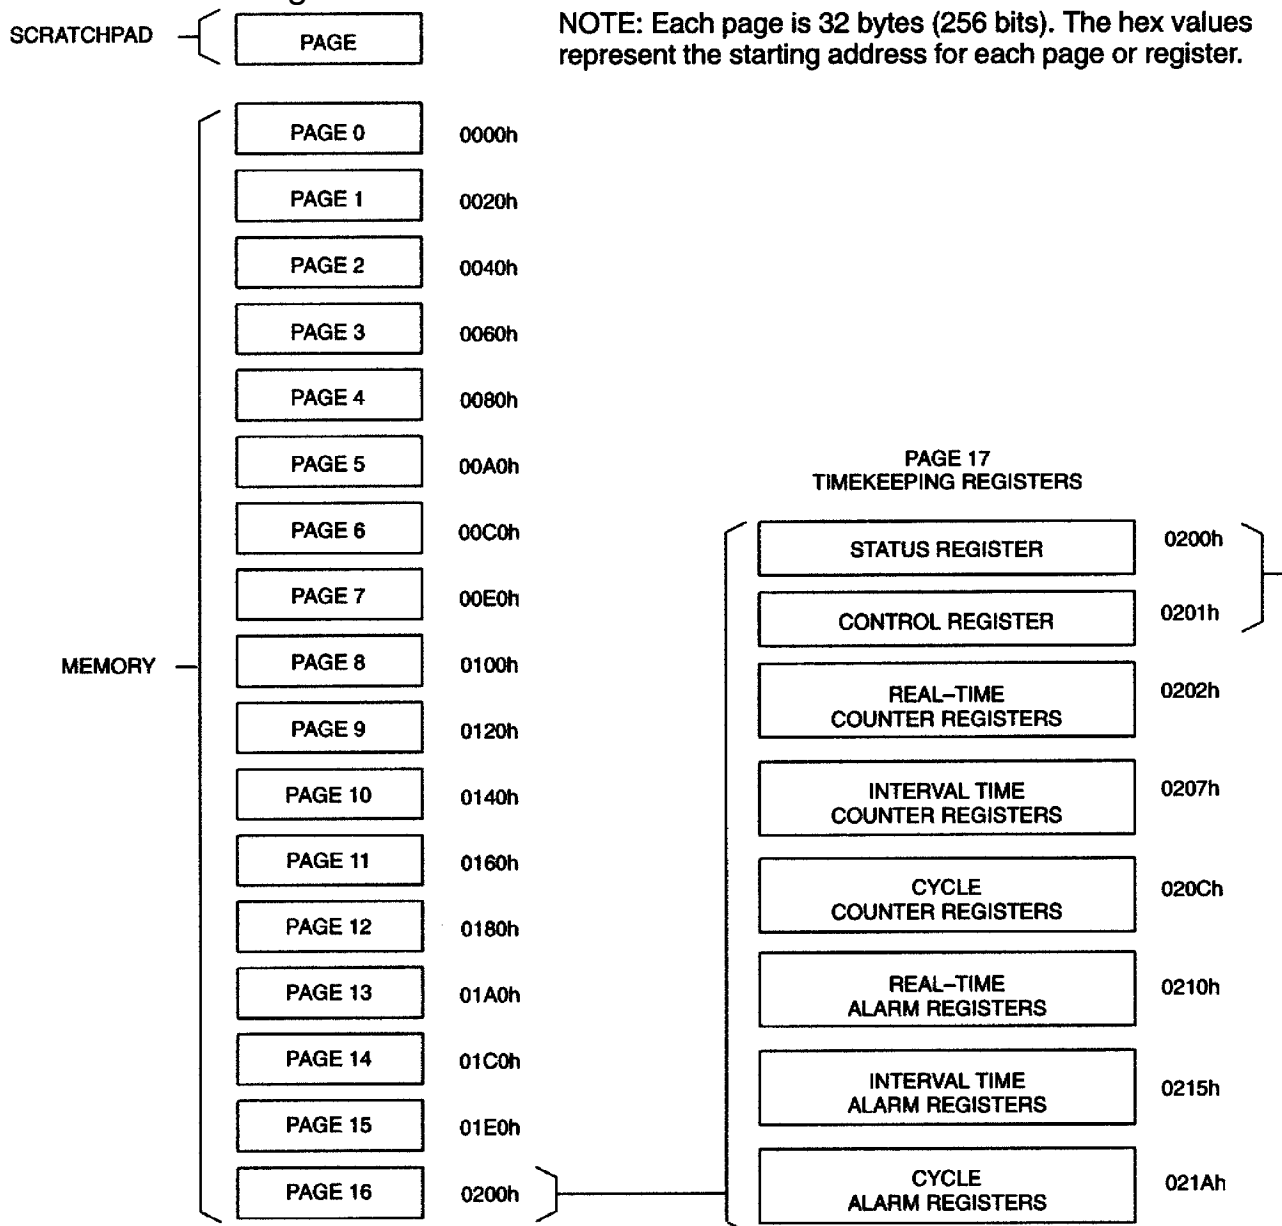 NOTE: Each page is 32 bytes (256 bits). The hex values
represent the starting address for each page or register.
SCRATCHPAD
PAGE
MEMORY
PAGE 0 0000h
PAGE 1 0020h
PAGE 2 0040h
PAGE 3 0060h
PAGE 4 0080h
PAGE 5 00A0h
PAGE 6 00C0h
PAGE 7 00E0h
PAGE 8 0100h
PAGE 9 0120h
PAGE 10 0140h
PAGE 11 0160h
PAGE 12 0180h
PAGE 13 01A0h
PAGE 14 01C0h
PAGE 15 01E0h
PAGE 16 0200h
PAGE 17
TIMEKEEPING REGISTERS
STATUS REGISTER 0200h
CONTROL REGISTER 0201h
REAL–TIME
COUNTER REGISTERS
0202h
INTERVAL TIME
COUNTER REGISTERS
0207h
CYCLE
COUNTER REGISTERS
020Ch
REAL–TIME
ALARM REGISTERS
0210h
INTERVAL TIME
ALARM REGISTERS
0215h
CYCLE
ALARM REGISTERS
021Ah